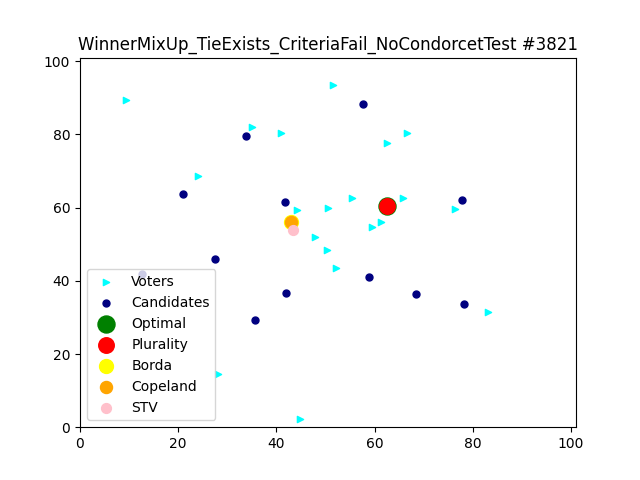 WinnerMixUp_TieExists_CriteriaFail_NoCondorcetTest #3821
100
80
60
40
20
0
Voters
Candidates
Optimal
Plurality
Borda
Copeland
STV
0 20 40 60 80 100